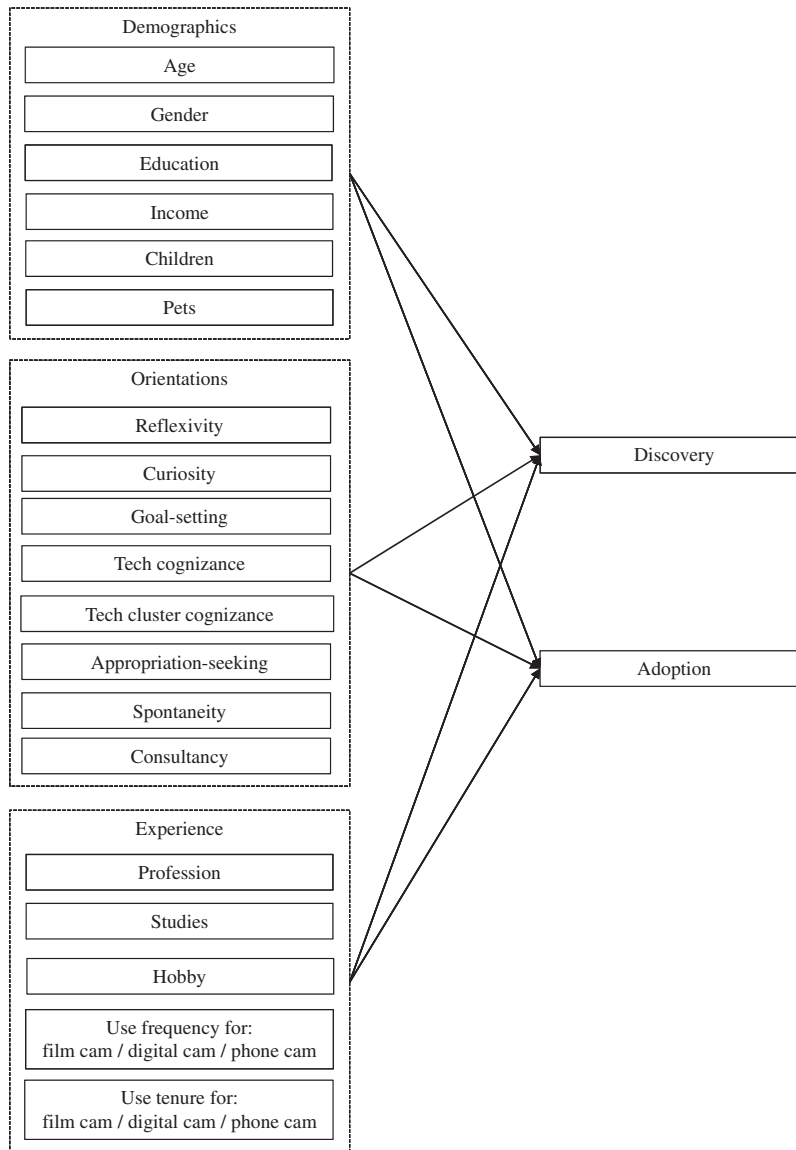 Demographics
Age
Gender
Education
Income
Children
Pets
Orientations
Reflexivity
Curiosity
Goal-setting
Tech cognizance
Tech cluster cognizance
Appropriation-seeking
Spontaneity
Consultancy
Experience
Profession
Studies
Hobby
Use frequency for:
film cam / digital cam / phone cam
Use tenure for:
film cam / digital cam / phone cam
Discovery
Adoption